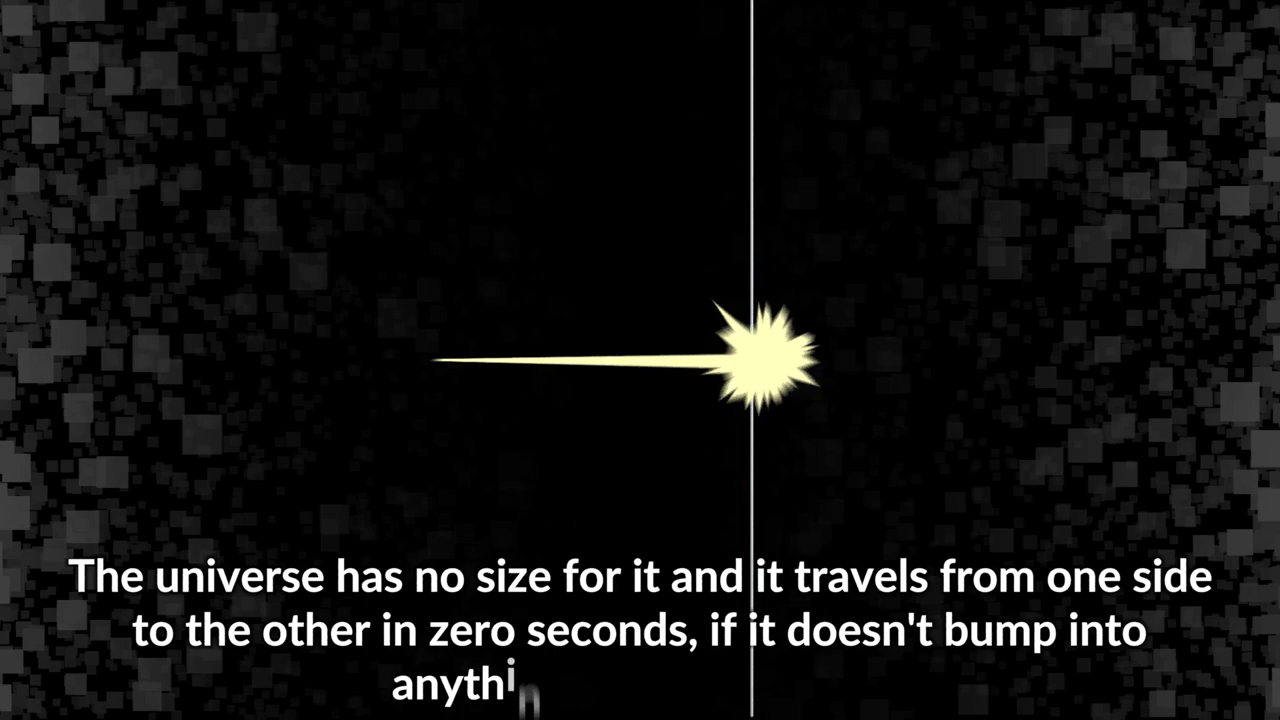 The universe has no size for it and it travels from one side
to the other in zero seconds, if it doesn't bump into
anythin